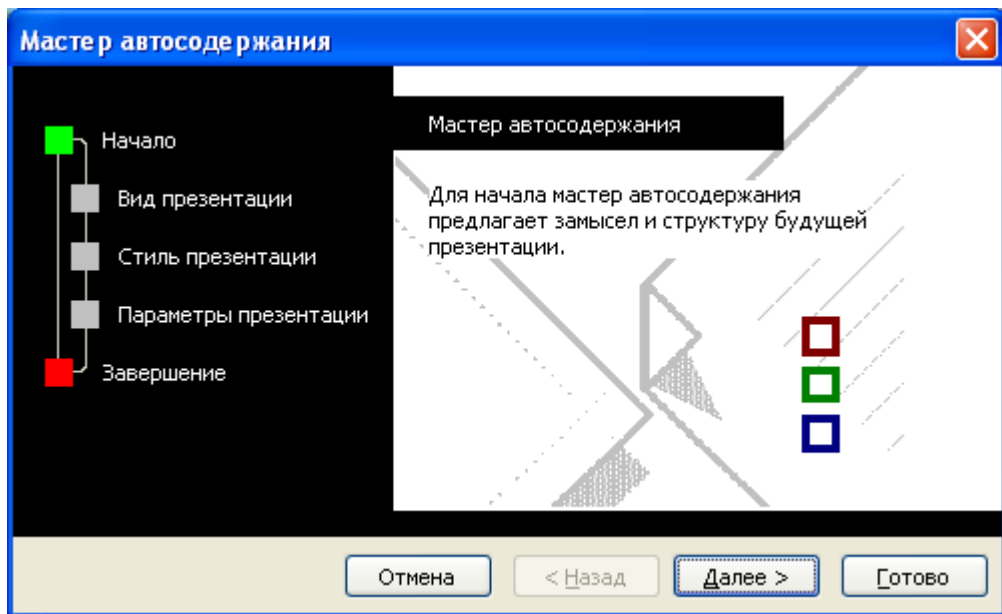 Мастер автосодержания
Начало
Вид презентации
Стиль презентации
Параметры презентации
Завершение
Мастер автосодержания
Для начала мастер автосодержания
предлагает замысел и структуру будущей
презентации.
Отмена
< Назад
Далее >
Готово